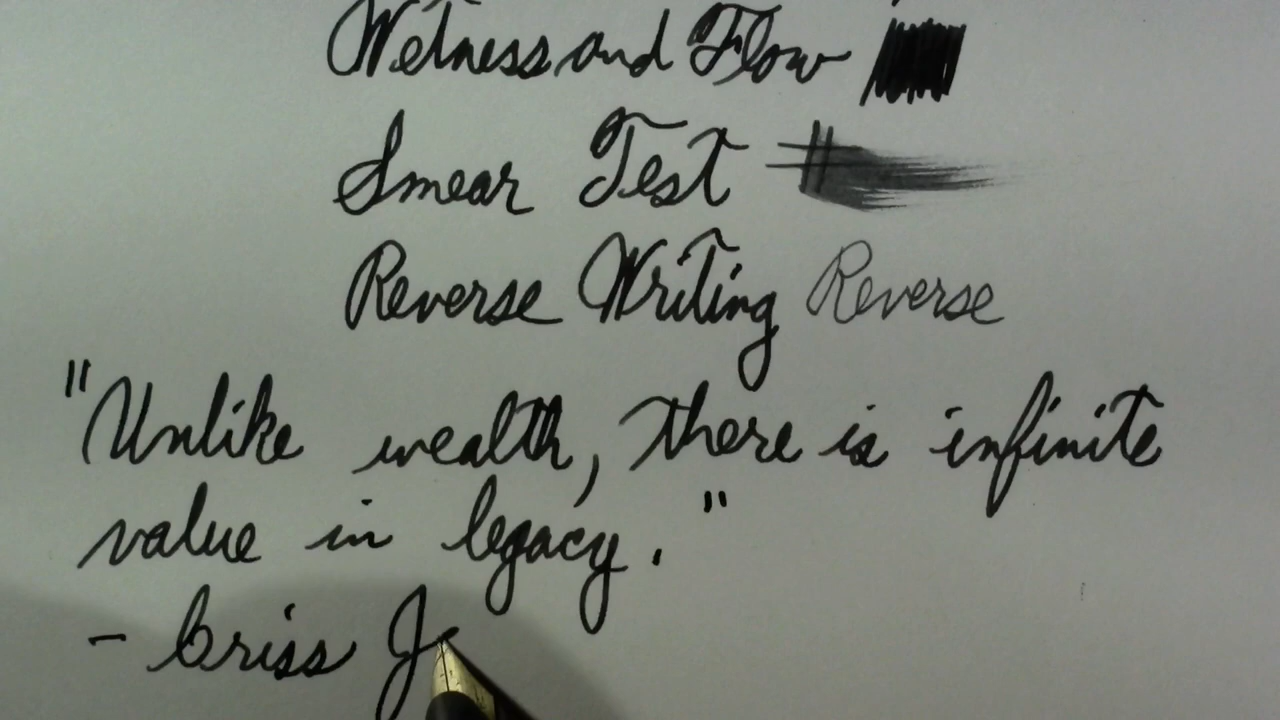 Wetness and Flow
Smear Test
Reverse Writing Reverse
"Unlike wealth, there is infinite
value in legacy."
- Criss J